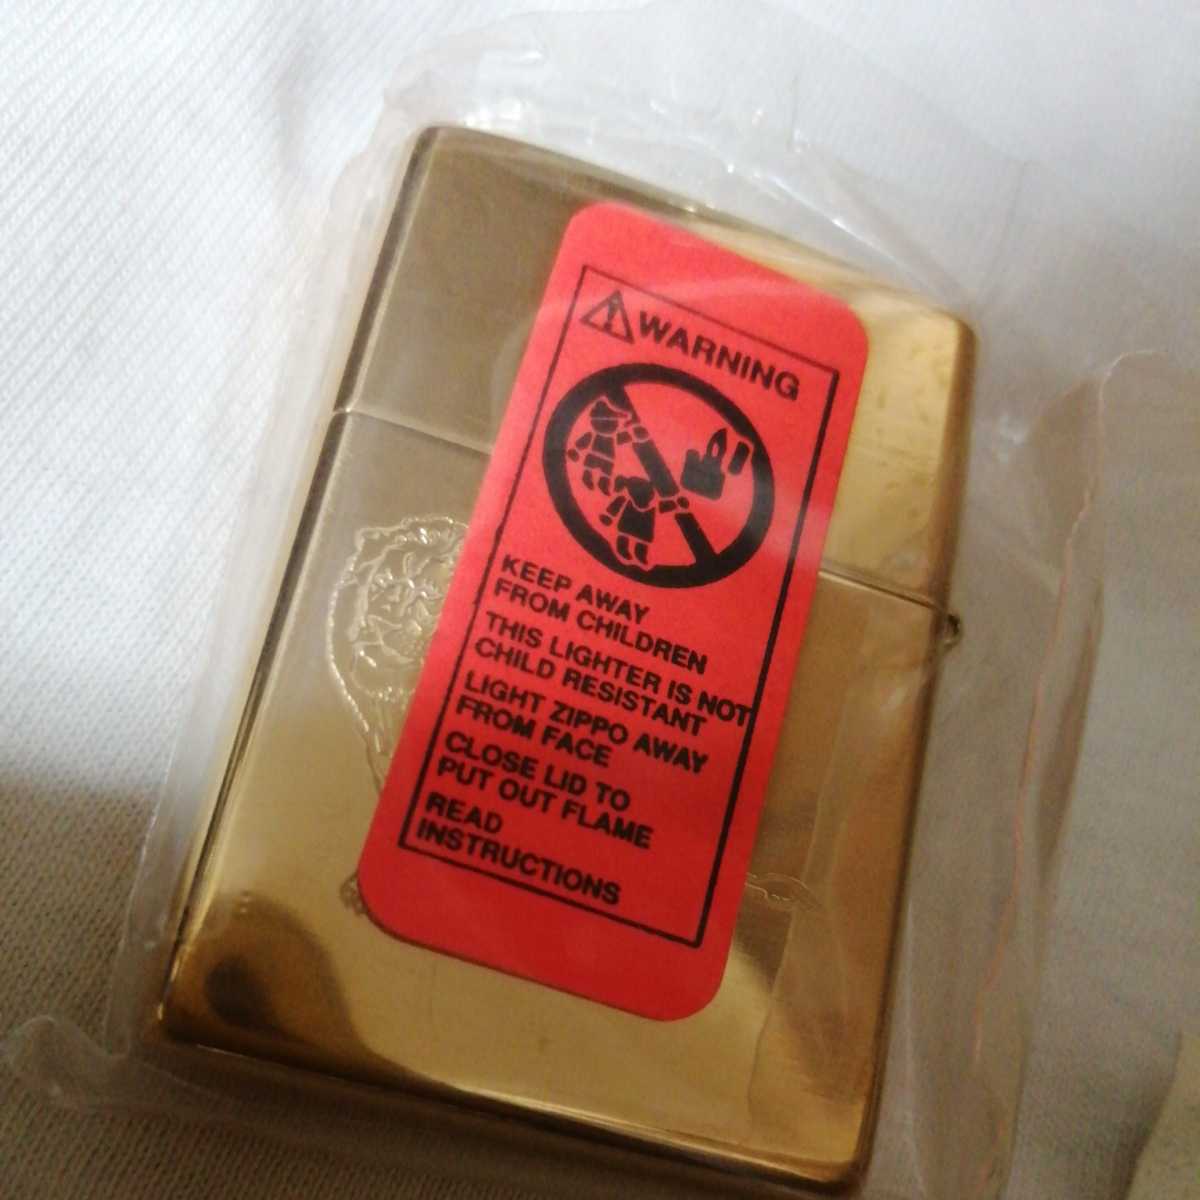 WARNING
KEEP AWAY
FROM CHILDREN
THIS LIGHTER IS NOT
CHILD RESISTANT
LIGHT ZIPPO AWAY
FROM FACE
CLOSE LID TO
PUT OUT FLAME
READ
INSTRUCTIONS